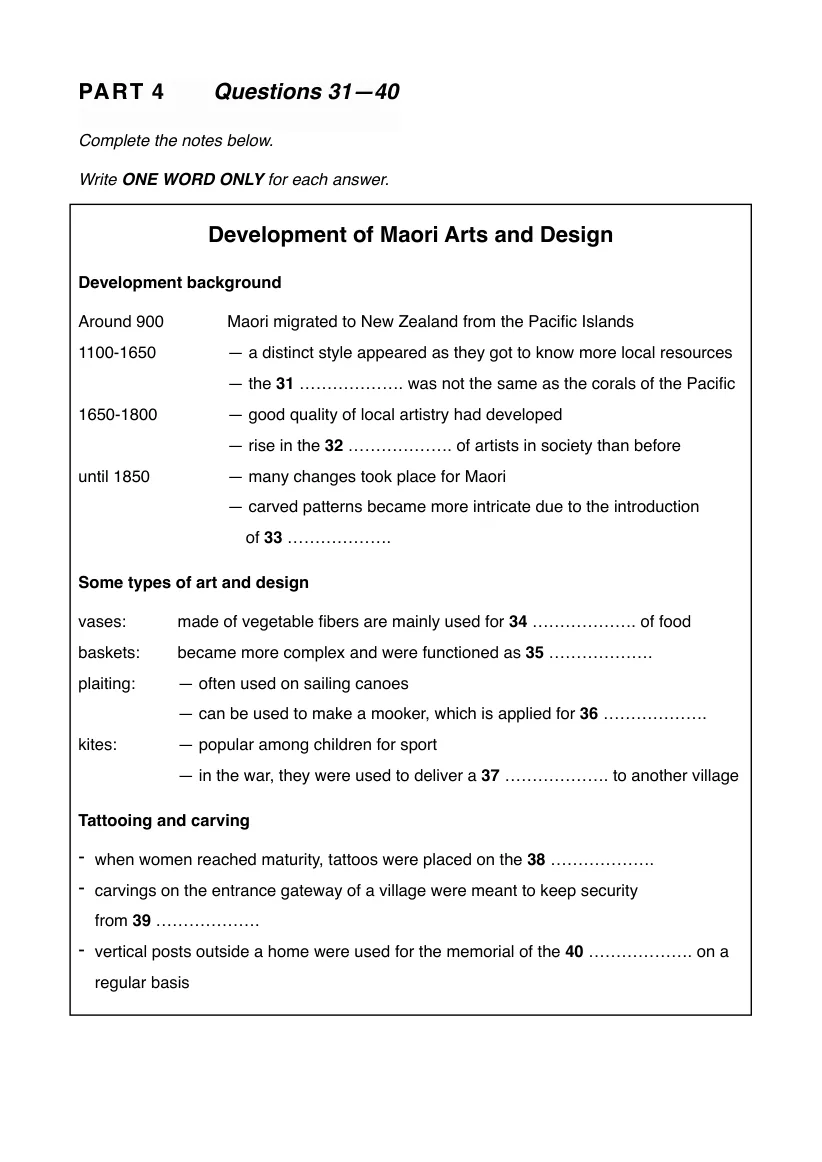 PART 4 Questions 31—40
Complete the notes below.
Write ONE WORD ONLY for each answer.
Development of Maori Arts and Design
Development background
Around 900 Maori migrated to New Zealand from the Pacific Islands
1100-1650 — a distinct style appeared as they got to know more local resources
— the 31 ………………. was not the same as the corals of the Pacific
1650-1800 — good quality of local artistry had developed
— rise in the 32 ………………. of artists in society than before
until 1850 — many changes took place for Maori
— carved patterns became more intricate due to the introduction
of 33 ……………….
Some types of art and design
vases: made of vegetable fibers are mainly used for 34 ………………. of food
baskets: became more complex and were functioned as 35 ……………….
plaiting: — often used on sailing canoes
— can be used to make a mooker, which is applied for 36 ……………….
kites: — popular among children for sport
— in the war, they were used to deliver a 37 ………………. to another village
Tattooing and carving
- when women reached maturity, tattoos were placed on the 38 ……………….
- carvings on the entrance gateway of a village were meant to keep security
from 39 ……………….
- vertical posts outside a home were used for the memorial of the 40 ………………. on a
regular basis